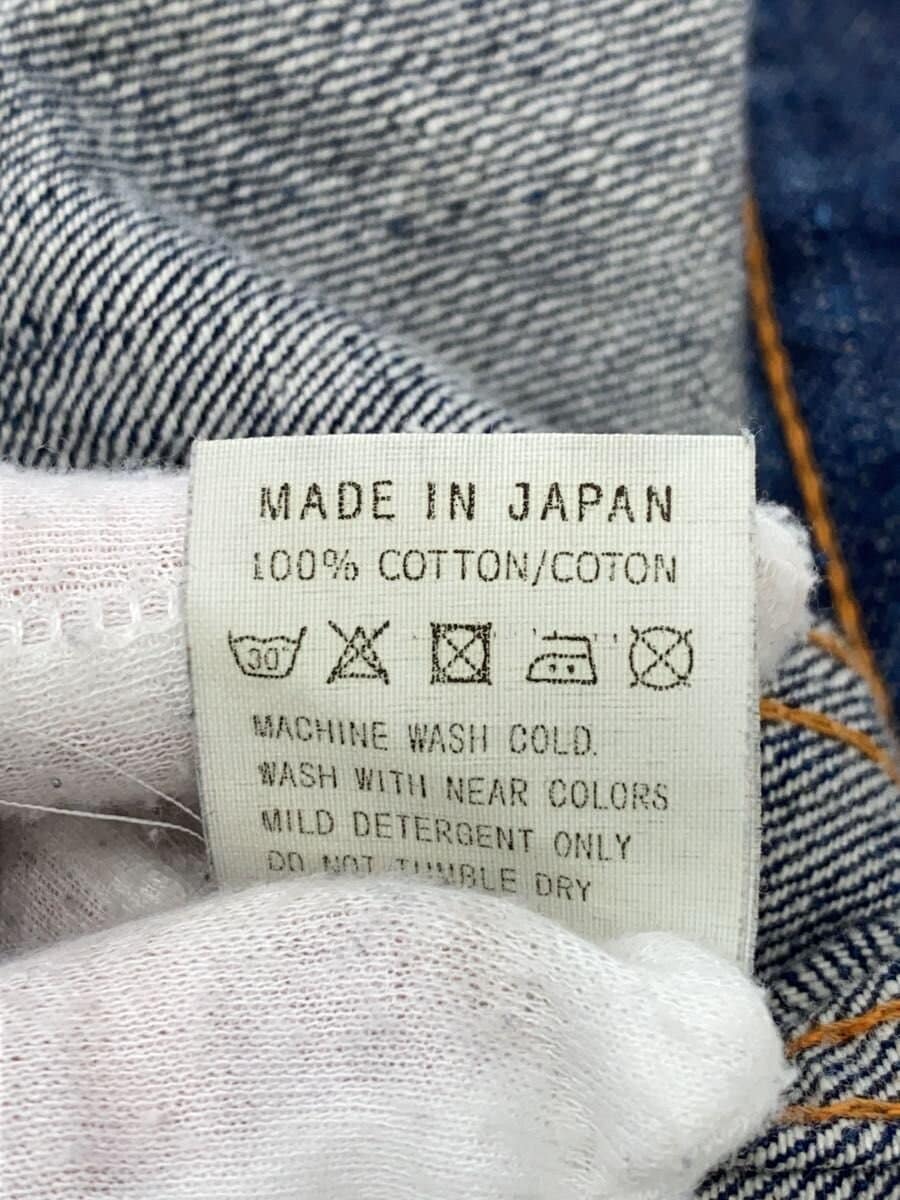 MADE IN JAPAN
100% COTTON/COTON
30°
MACHINE WASH COLD.
WASH WITH NEAR COLORS
MILD DETERGENT ONLY
DO NOT TUMBLE DRY